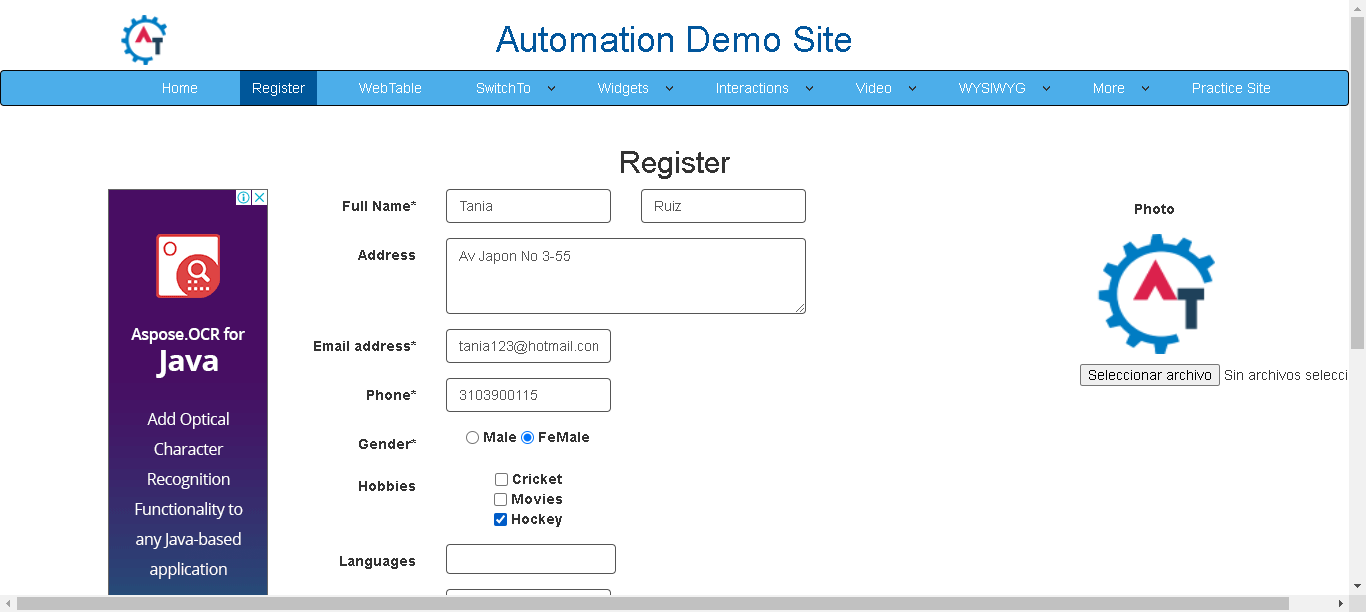 Automation Demo Site
Home Register WebTable SwitchTo Widgets Interactions Video WYSIWYG More Practice Site
Register
Full Name* Tania Ruiz
Address Av Japon No 3-55
Email address* tania123@hotmail.con
Phone* 3103900115
Gender* Male FeMale
Hobbies Cricket
Movies
Hockey
Languages
Photo
AT
Seleccionar archivo Sin archivos selecci
Aspose.OCR for
Java
Add Optical
Character
Recognition
Functionality to
any Java-based
application